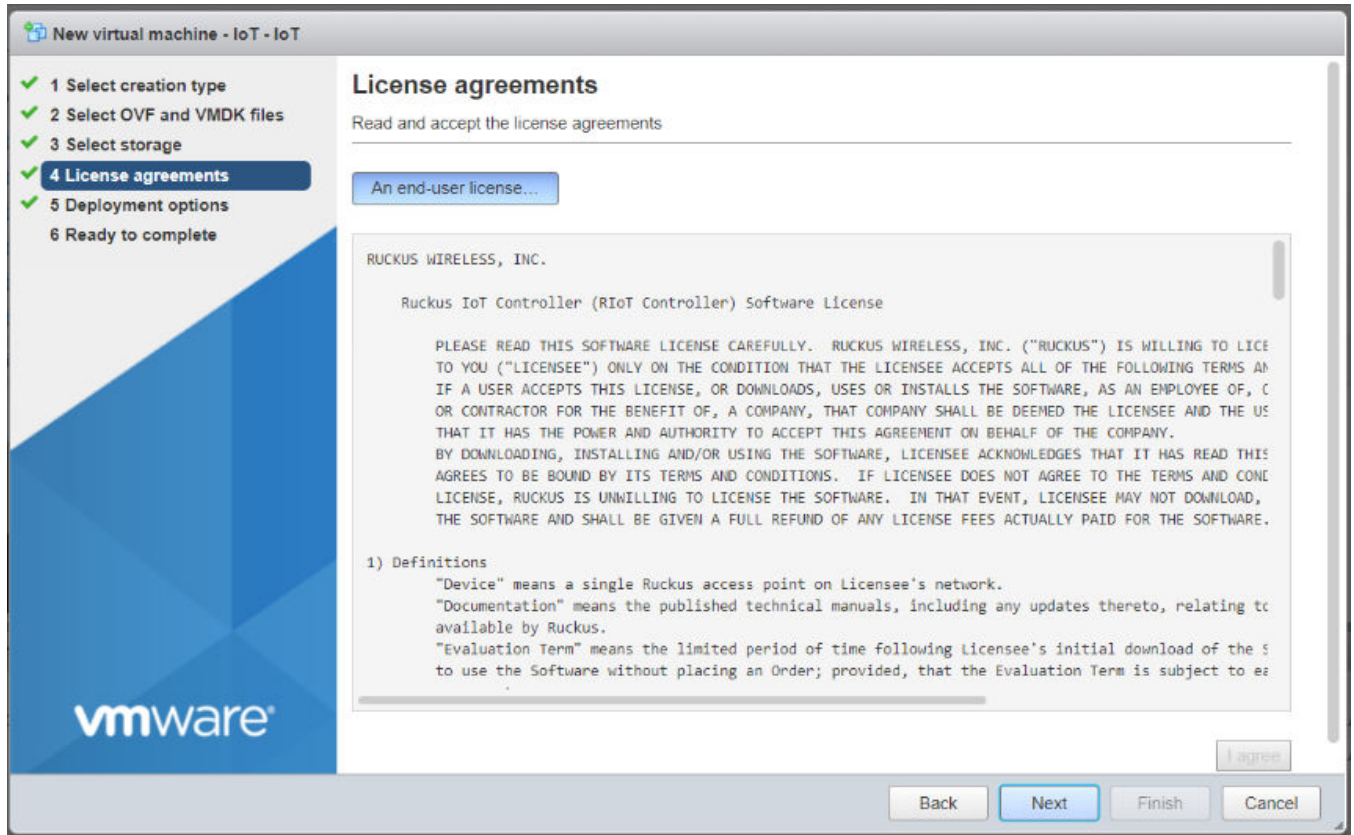 New virtual machine - IoT - IoT
1 Select creation type
2 Select OVF and VMDK files
3 Select storage
4 License agreements
5 Deployment options
6 Ready to complete
vmware®
License agreements
Read and accept the license agreements
An end-user license...
RUCKUS WIRELESS, INC.
Ruckus IoT Controller (RIoT Controller) Software License
PLEASE READ THIS SOFTWARE LICENSE CAREFULLY.  RUCKUS WIRELESS, INC. ("RUCKUS") IS WILLING TO LICE
TO YOU ("LICENSEE") ONLY ON THE CONDITION THAT THE LICENSEE ACCEPTS ALL OF THE FOLLOWING TERMS AN
IF A USER ACCEPTS THIS LICENSE, OR DOWNLOADS, USES OR INSTALLS THE SOFTWARE, AS AN EMPLOYEE OF,
OR CONTRACTOR FOR THE BENEFIT OF, A COMPANY, THAT COMPANY SHALL BE DEEMED THE LICENSEE AND THE US
THAT IT HAS THE POWER AND AUTHORITY TO ACCEPT THIS AGREEMENT ON BEHALF OF THE COMPANY.
BY DOWNLOADING, INSTALLING AND/OR USING THE SOFTWARE, LICENSEE ACKNOWLEDGES THAT IT HAS READ THIS
AGREES TO BE BOUND BY ITS TERMS AND CONDITIONS.  IF LICENSEE DOES NOT AGREE TO THE TERMS AND COND
LICENSE, RUCKUS IS UNWILLING TO LICENSE THE SOFTWARE.  IN THAT EVENT, LICENSEE MAY NOT DOWNLOAD,
THE SOFTWARE AND SHALL BE GIVEN A FULL REFUND OF ANY LICENSE FEES ACTUALLY PAID FOR THE SOFTWARE.
1) Definitions
"Device" means a single Ruckus access point on Licensee's network.
"Documentation" means the published technical manuals, including any updates thereto, relating to
available by Ruckus.
"Evaluation Term" means the limited period of time following Licensee's initial download of the S
to use the Software without placing an Order; provided, that the Evaluation Term is subject to ea
I agree
Back
Next
Finish
Cancel